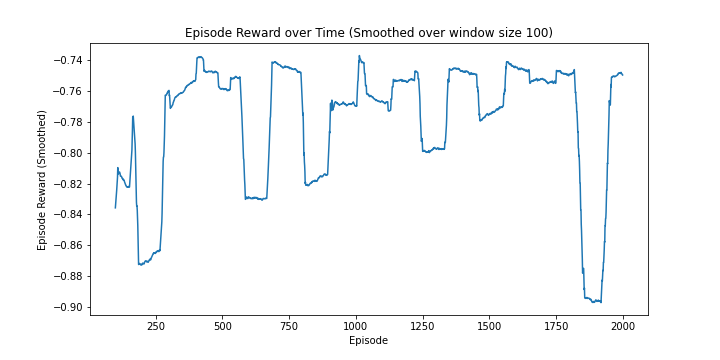 Episode Reward over Time (Smoothed over window size 100)
Episode Reward (Smoothed)
−0.74
−0.76
−0.78
−0.80
−0.82
−0.84
−0.86
−0.88
−0.90
250 500 750 1000 1250 1500 1750 2000
Episode